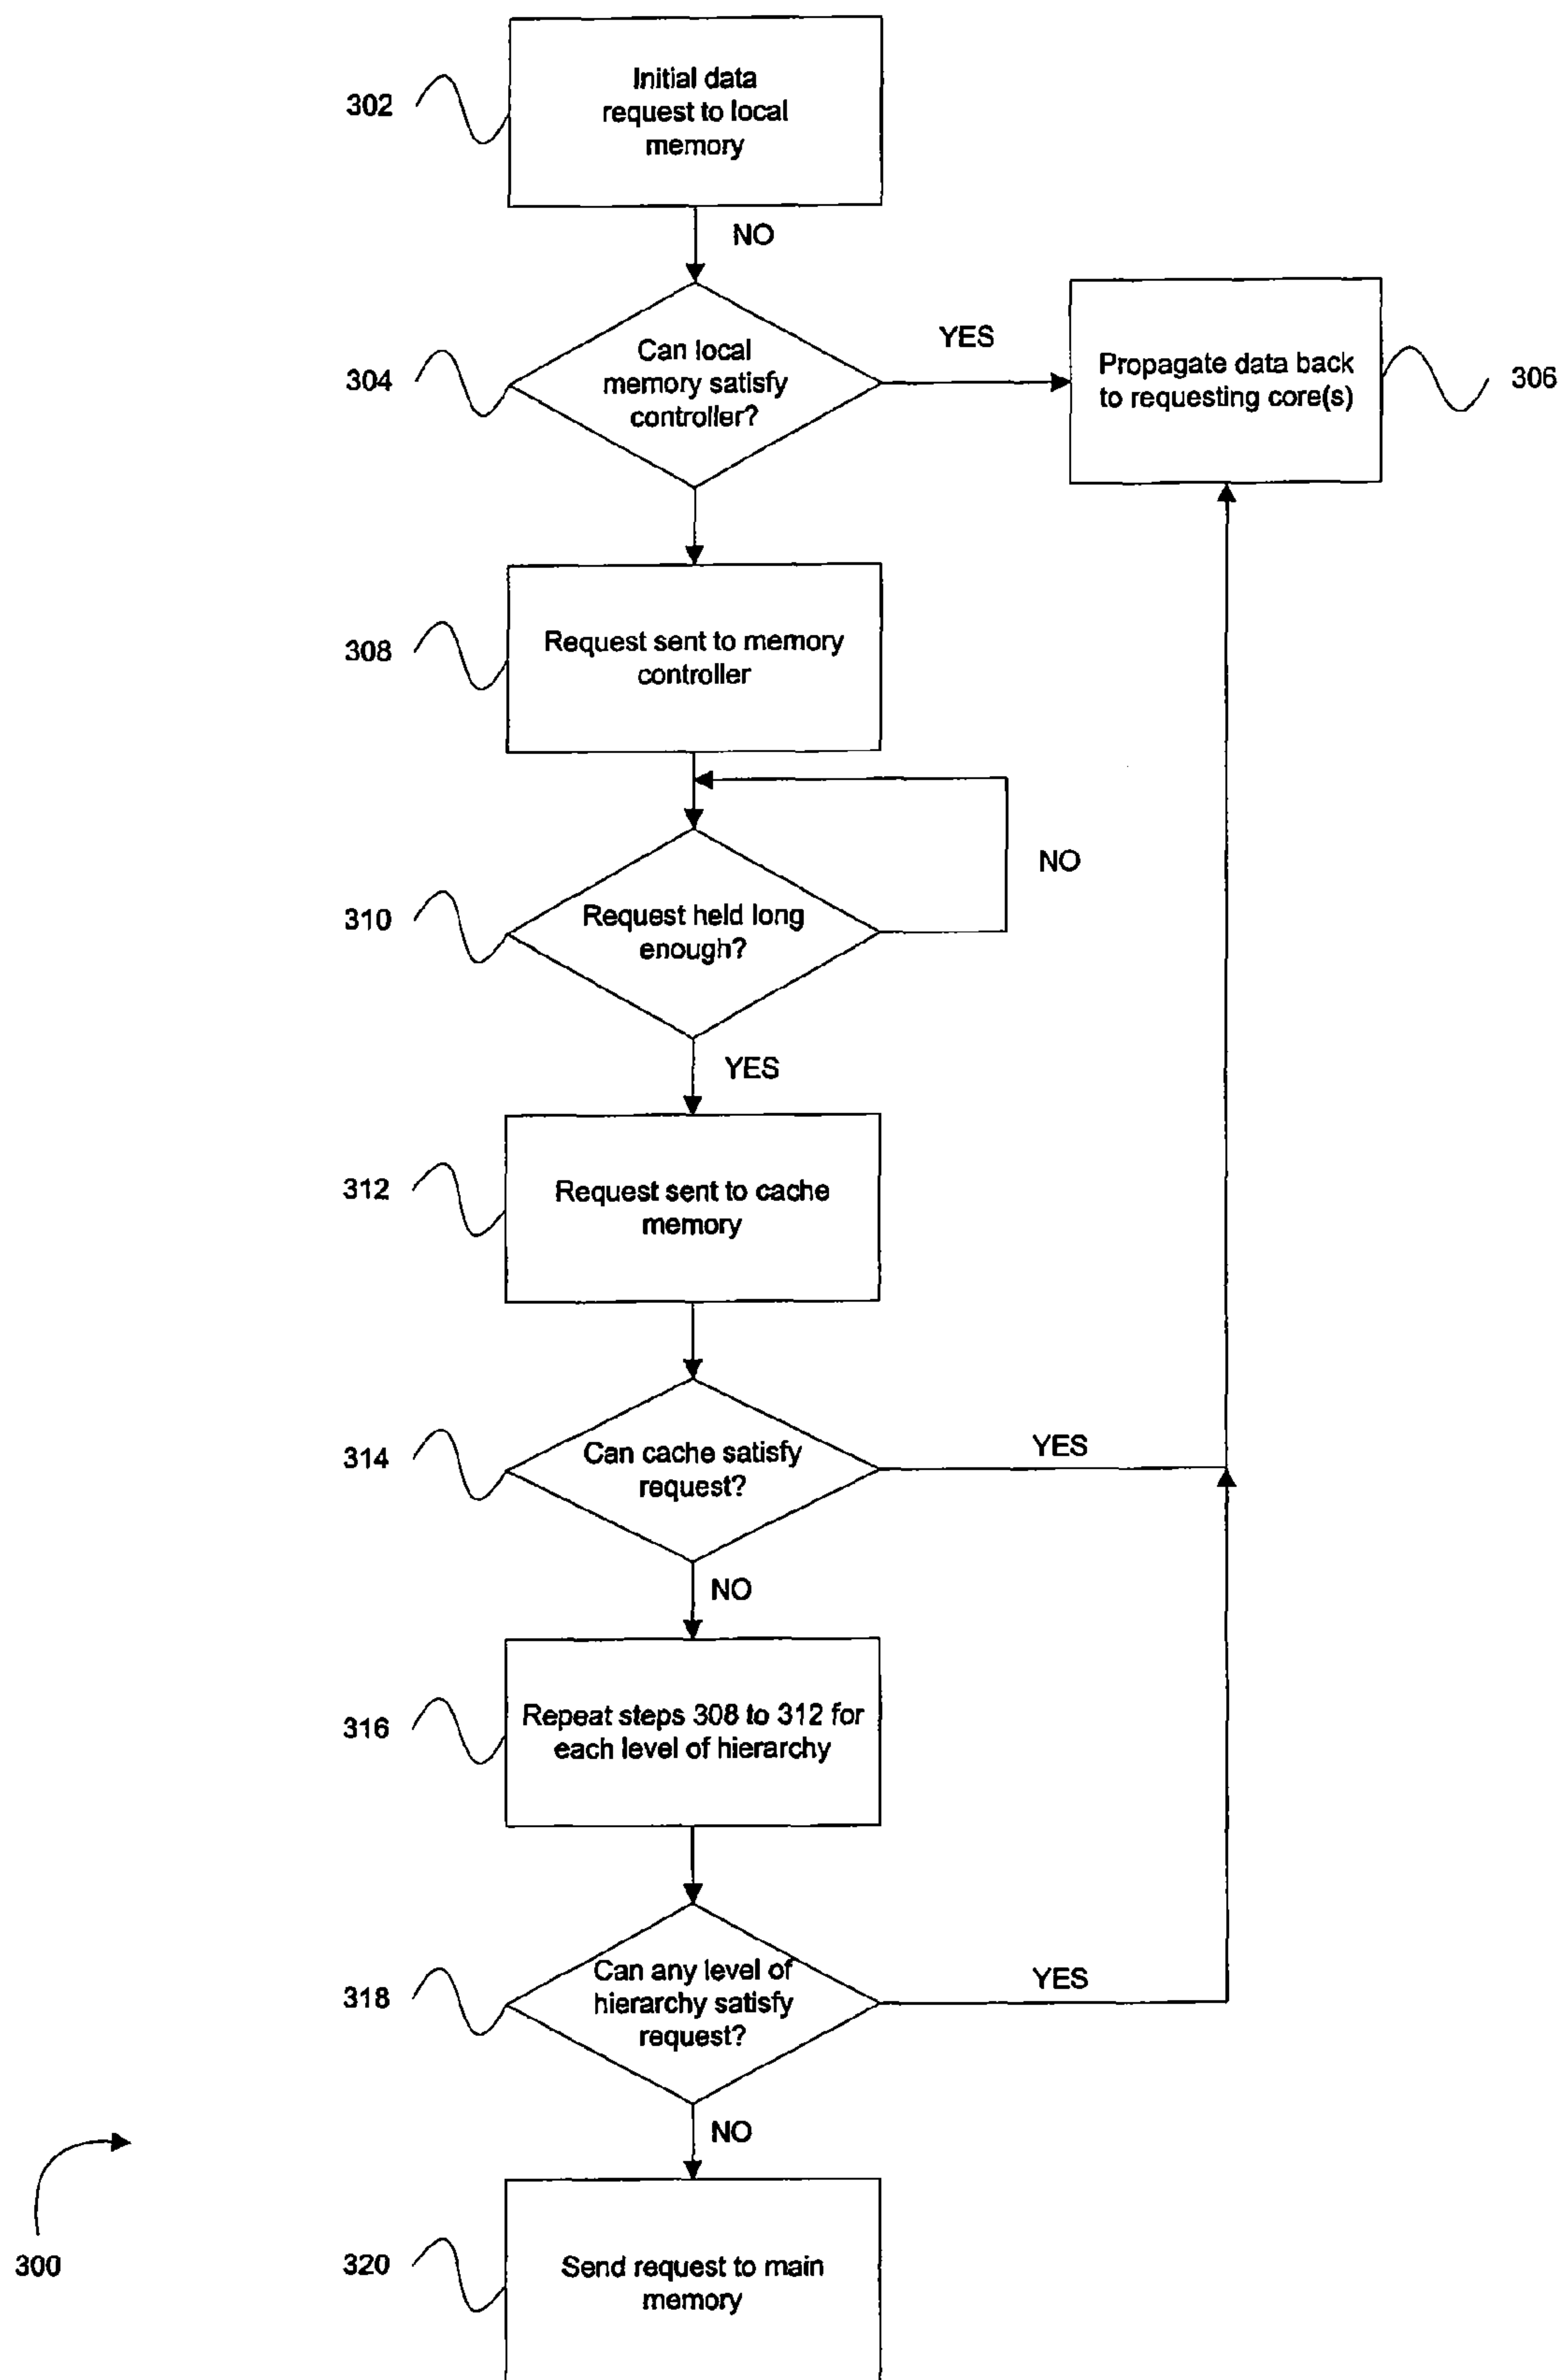 302
Initial data
request to local
memory
NO
304
Can local
memory satisfy
controller?
YES
Propagate data back
to requesting core(s)
306
308
Request sent to memory
controller
NO
310
Request held long
enough?
YES
312
Request sent to cache
memory
314
Can cache satisfy
request?
YES
NO
316
Repeat steps 308 to 312 for
each level of hierarchy
318
Can any level of
hierarchy satisfy
request?
YES
NO
300
320
Send request to main
memory